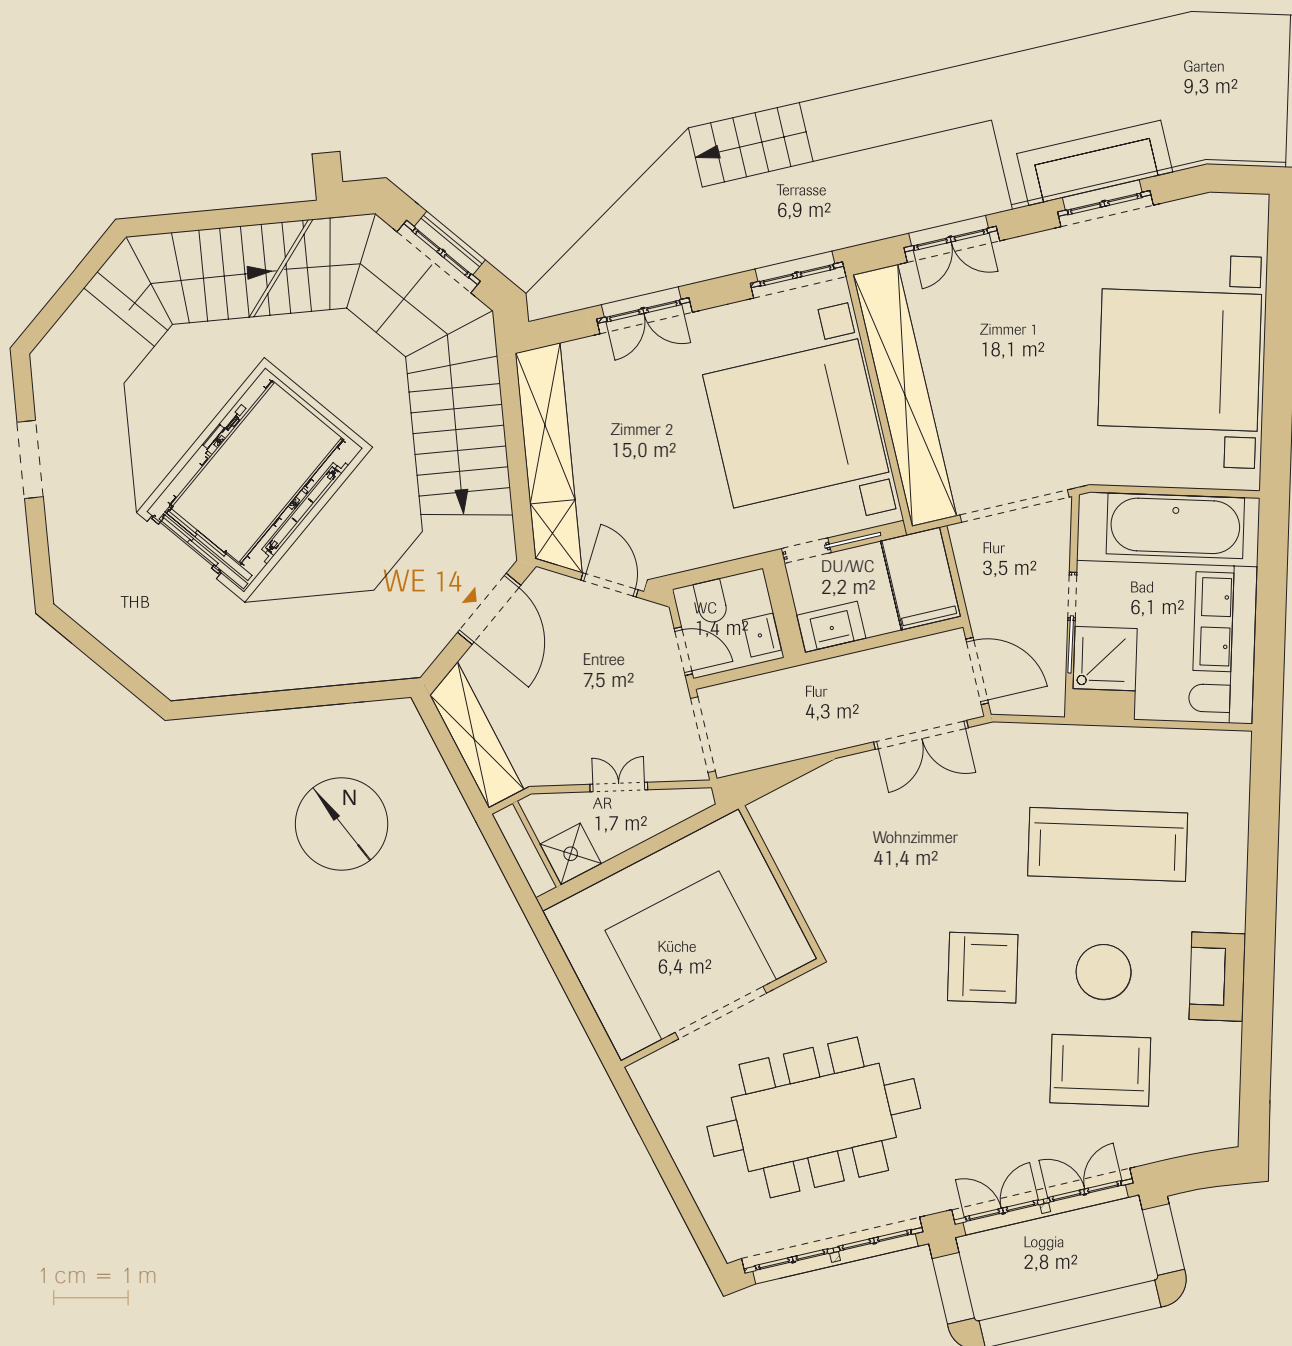 Garten
9,3 m²
Terrasse
6,9 m²
Zimmer 1
18,1 m²
Zimmer 2
15,0 m²
Flur
3,5 m²
DU/WC
2,2 m²
Bad
6,1 m²
WE 14
THB
WC
1,4 m²
Entree
7,5 m²
Flur
4,3 m²
N
AR
1,7 m²
Wohnzimmer
41,4 m²
Küche
6,4 m²
Loggia
2,8 m²
1 cm = 1 m